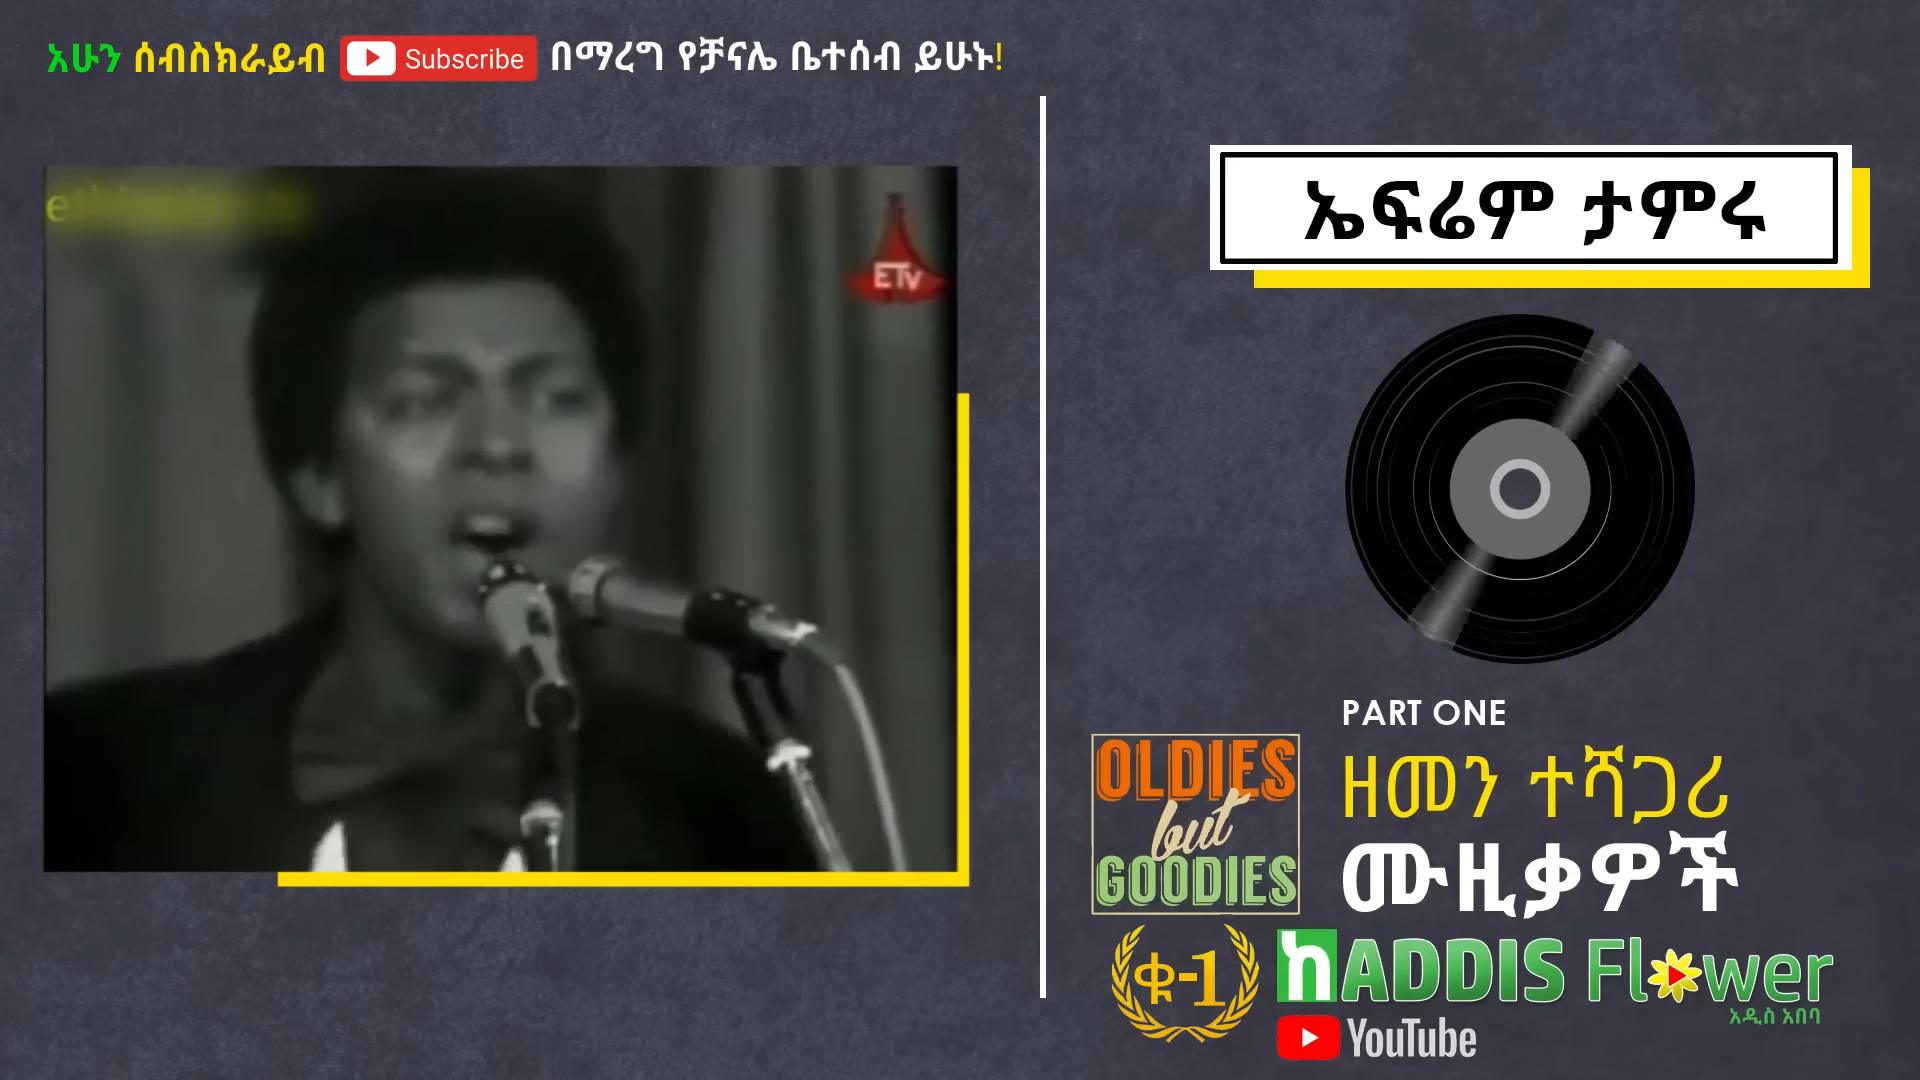 አሁን ሰብስክራይብ Subscribe በማረግ የቻናሌ ቤተሰብ ይሁኑ!
ETV
ኤፍሬም ታምሩ
PART ONE
ዘመን ተሻጋሪ
ሙዚቃዎች
OLDIES
but
GOODIES
ቁ-1
ከADDIS Flower
አዲስ አበባ
YouTube